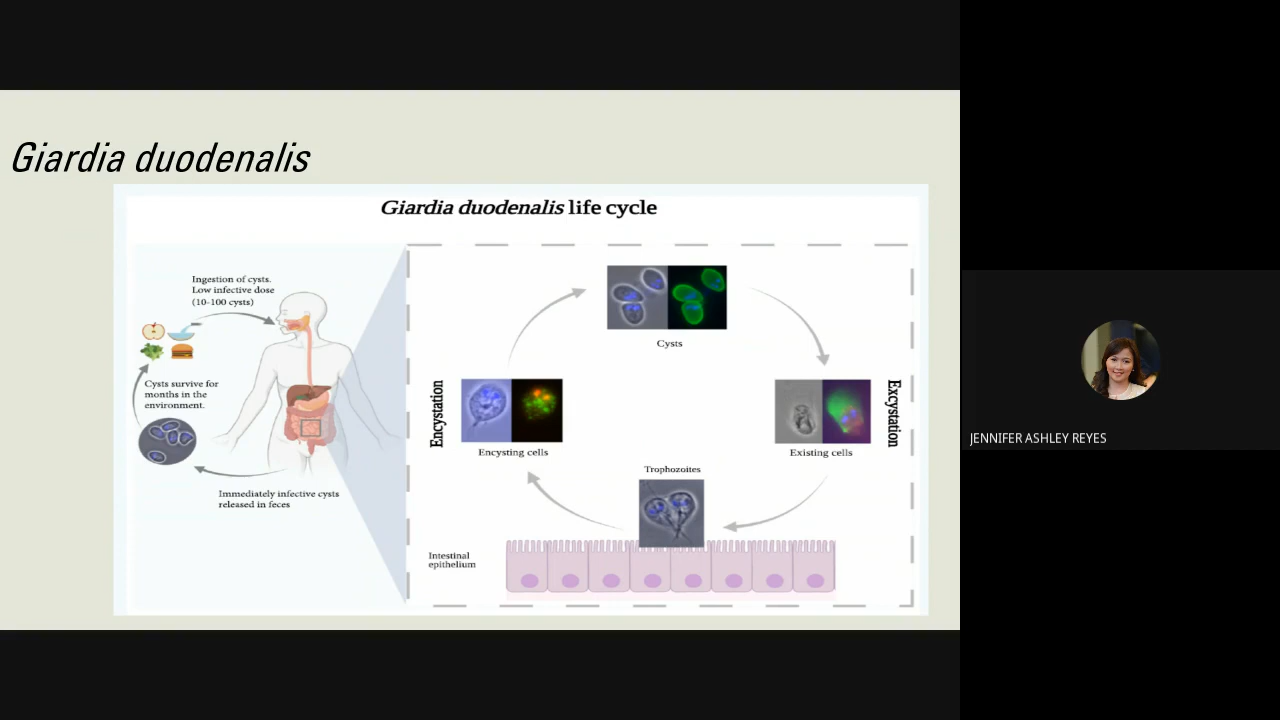 Giardia duodenalis
Giardia duodenalis life cycle
Ingestion of cysts.
Low infective dose
(10-100 cysts)
Cysts survive for
months in the
environment.
Immediately infective cysts
released in feces
Cysts
Encystation
Encysting cells
Excystation
Existing cells
Trophozoites
Intestinal
epithelium
JENNIFER ASHLEY REYES